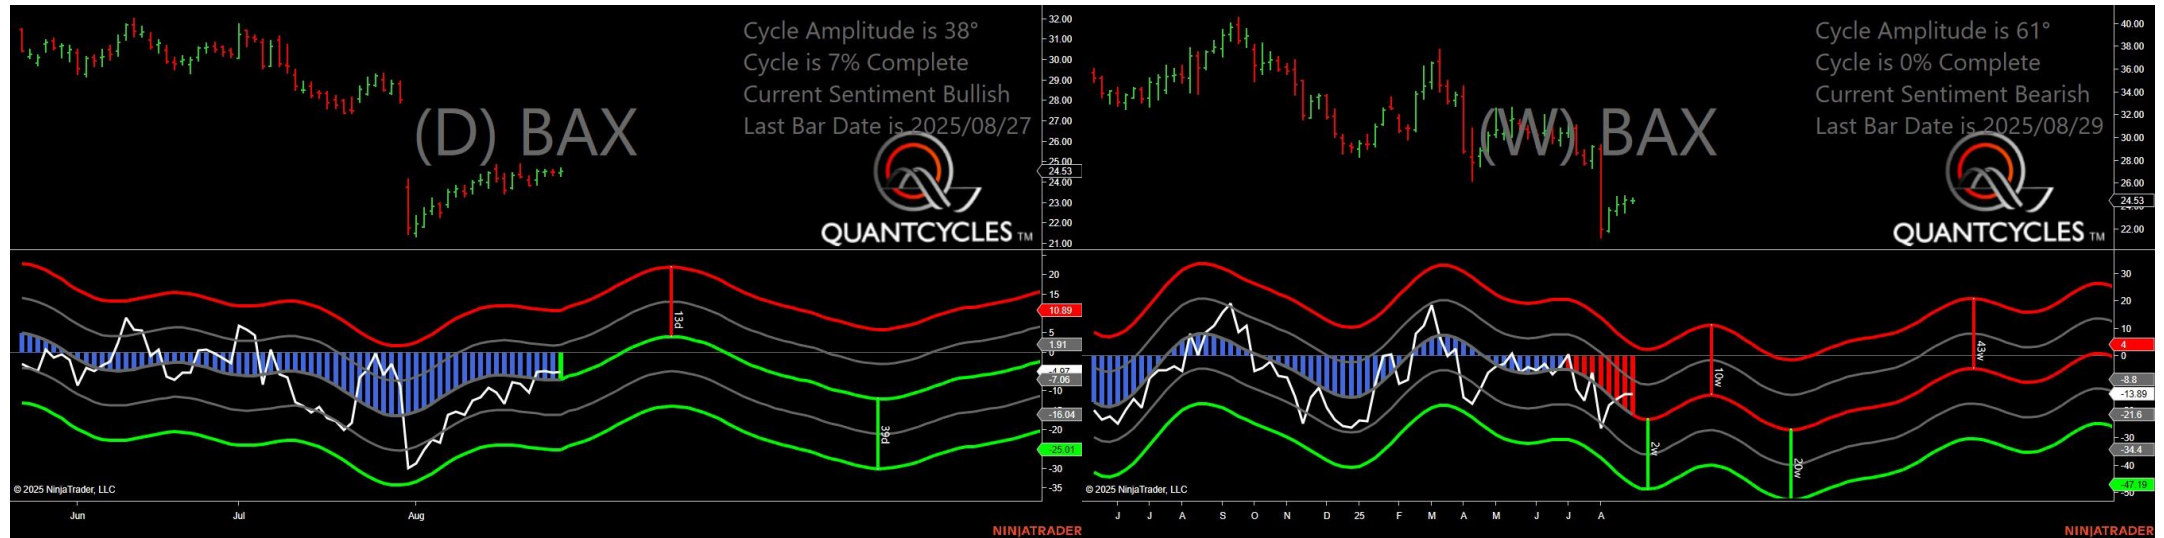 Cycle Amplitude is 38°
Cycle is 7% Complete
Current Sentiment Bullish
Last Bar Date is 2025/08/27
(D) BAX
QUANTCYCLES TM
32.00
31.00
30.00
29.00
28.00
27.00
26.00
25.00
24.53
24.00
23.00
22.00
21.00
20
15
10.89
5
1.91
0
-4.97
-7.06
-10
-16.04
-20
-25.01
-30
-35
13d
39d
© 2025 NinjaTrader, LLC
Jun
Jul
Aug
NINJATRADER
Cycle Amplitude is 61°
Cycle is 0% Complete
Current Sentiment Bearish
Last Bar Date is 2025/08/29
(W) BAX
QUANTCYCLES TM
40.00
38.00
36.00
34.00
32.00
30.00
28.00
26.00
24.53
22.00
30
20
10
4
0
-8.8
-13.89
-21.6
-30
-34.4
-40
-47.19
-50
2w
10w
20w
43w
© 2025 NinjaTrader, LLC
J
J
A
S
O
N
D
25
F
M
A
M
J
J
A
NINJATRADER